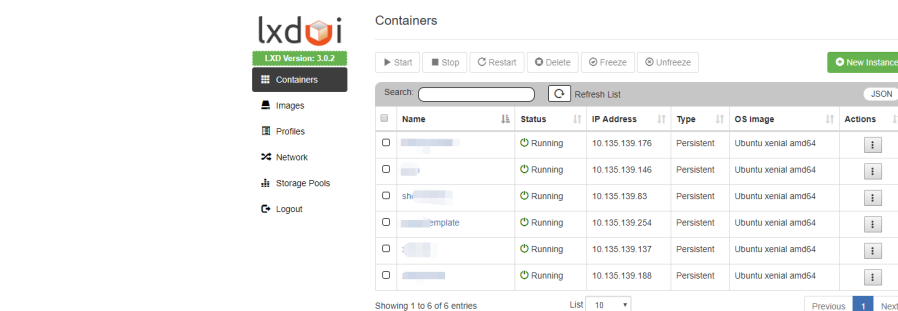 lxdui
LXD Version: 3.0.2
Containers
Images
Profiles
Network
Storage Pools
Logout
Containers
Start Stop Restart Delete Freeze Unfreeze New Instance
Search: Refresh List JSON
Name Status IP Address Type OS image Actions
Running 10.135.139.176 Persistent Ubuntu xenial amd64
Running 10.135.139.146 Persistent Ubuntu xenial amd64
Running 10.135.139.83 Persistent Ubuntu xenial amd64
emplate Running 10.135.139.254 Persistent Ubuntu xenial amd64
Running 10.135.139.137 Persistent Ubuntu xenial amd64
Running 10.135.139.188 Persistent Ubuntu xenial amd64
Showing 1 to 6 of 6 entries List 10 Previous 1 Next